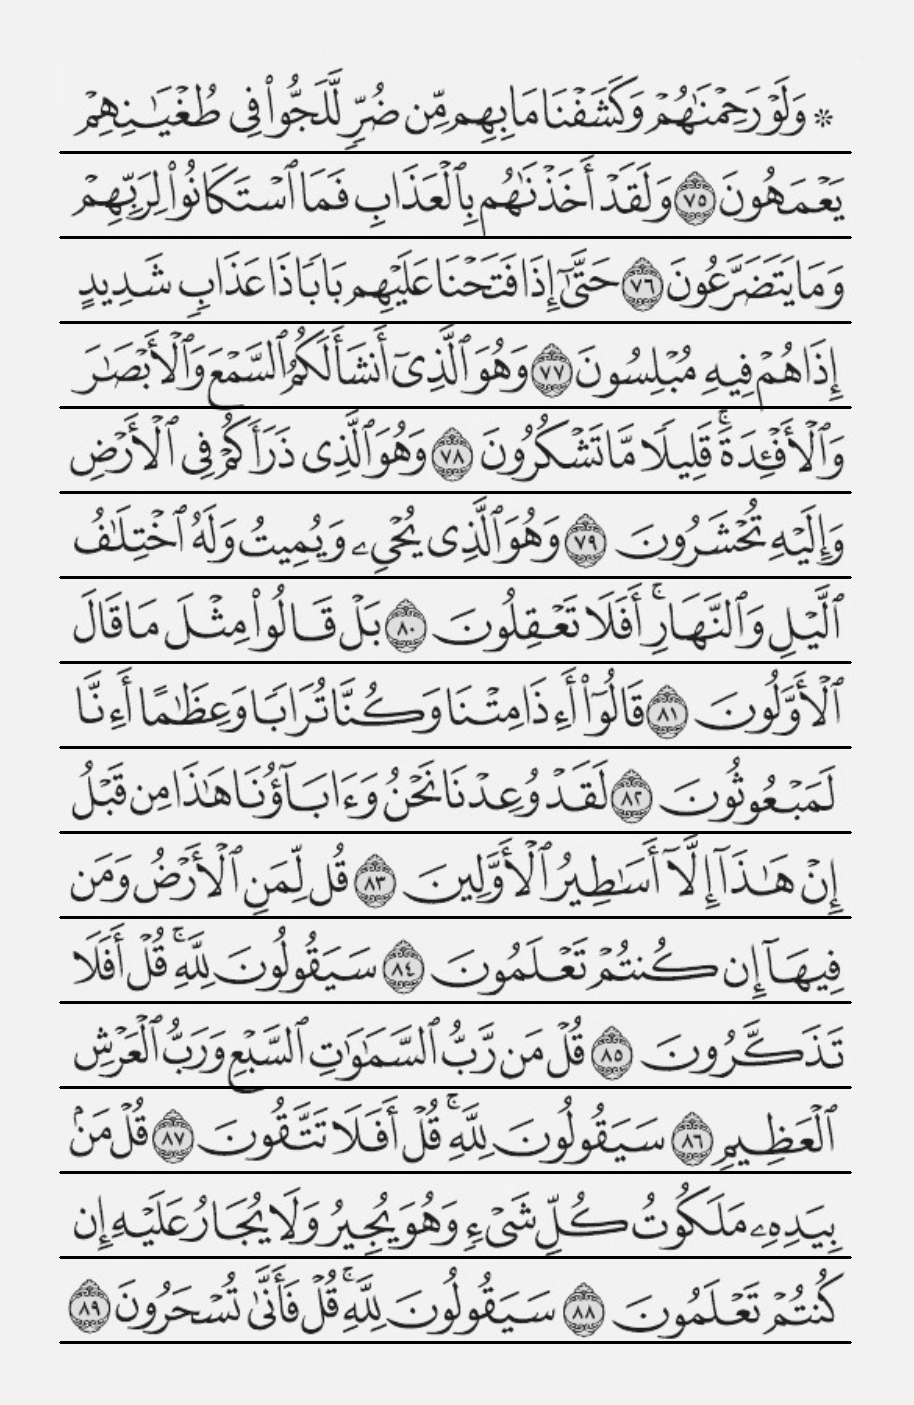 ۞ وَلَوْ رَحِمْنَٰهُمْ وَكَشَفْنَا مَا بِهِم مِّن ضُرٍّ لَّلَجُّوا۟ فِى طُغْيَٰنِهِمْ
يَعْمَهُونَ ٧٥ وَلَقَدْ أَخَذْنَٰهُم بِٱلْعَذَابِ فَمَا ٱسْتَكَانُوا۟ لِرَبِّهِمْ
وَمَا يَتَضَرَّعُونَ ٧٦ حَتَّىٰٓ إِذَا فَتَحْنَا عَلَيْهِم بَابًا ذَا عَذَابٍ شَدِيدٍ
إِذَا هُمْ فِيهِ مُبْلِسُونَ ٧٧ وَهُوَ ٱلَّذِىٓ أَنشَأَ لَكُمُ ٱلسَّمْعَ وَٱلْأَبْصَٰرَ
وَٱلْأَفْـِٔدَةَ ۚ قَلِيلًا مَّا تَشْكُرُونَ ٧٨ وَهُوَ ٱلَّذِى ذَرَأَكُمْ فِى ٱلْأَرْضِ
وَإِلَيْهِ تُحْشَرُونَ ٧٩ وَهُوَ ٱلَّذِى يُحْىِۦ وَيُمِيتُ وَلَهُ ٱخْتِلَٰفُ
ٱلَّيْلِ وَٱلنَّهَارِ ۚ أَفَلَا تَعْقِلُونَ ٨٠ بَلْ قَالُوا۟ مِثْلَ مَا قَالَ
ٱلْأَوَّلُونَ ٨١ قَالُوٓا۟ أَءِذَا مِتْنَا وَكُنَّا تُرَابًا وَعِظَٰمًا أَءِنَّا
لَمَبْعُوثُونَ ٨٢ لَقَدْ وُعِدْنَا نَحْنُ وَءَابَآؤُنَا هَٰذَا مِن قَبْلُ
إِنْ هَٰذَآ إِلَّآ أَسَٰطِيرُ ٱلْأَوَّلِينَ ٨٣ قُل لِّمَنِ ٱلْأَرْضُ وَمَن
فِيهَآ إِن كُنتُمْ تَعْلَمُونَ ٨٤ سَيَقُولُونَ لِلَّهِ ۚ قُلْ أَفَلَا
تَذَكَّرُونَ ٨٥ قُلْ مَن رَّبُّ ٱلسَّمَٰوَٰتِ ٱلسَّبْعِ وَرَبُّ ٱلْعَرْشِ
ٱلْعَظِيمِ ٨٦ سَيَقُولُونَ لِلَّهِ ۚ قُلْ أَفَلَا تَتَّقُونَ ٨٧ قُلْ مَنۢ
بِيَدِهِۦ مَلَكُوتُ كُلِّ شَىْءٍ وَهُوَ يُجِيرُ وَلَا يُجَارُ عَلَيْهِ إِن
كُنتُمْ تَعْلَمُونَ ٨٨ سَيَقُولُونَ لِلَّهِ ۚ قُلْ فَأَنَّىٰ تُسْحَرُونَ ٨٩